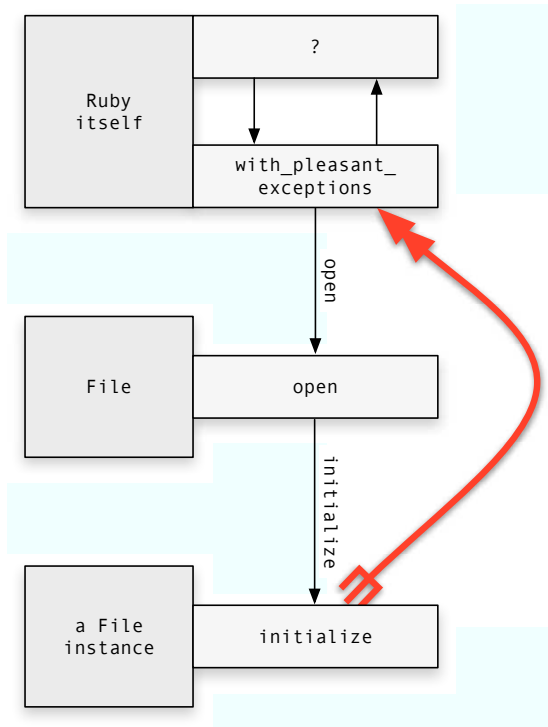 ?
Ruby
itself
with_pleasant_
exceptions
open
File
open
initialize
a File
instance
initialize